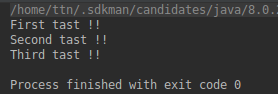 /home/ttn/.sdkman/candidates/java/8.0.
First tast !!
Second tast !!
Third tast !!
Process finished with exit code 0